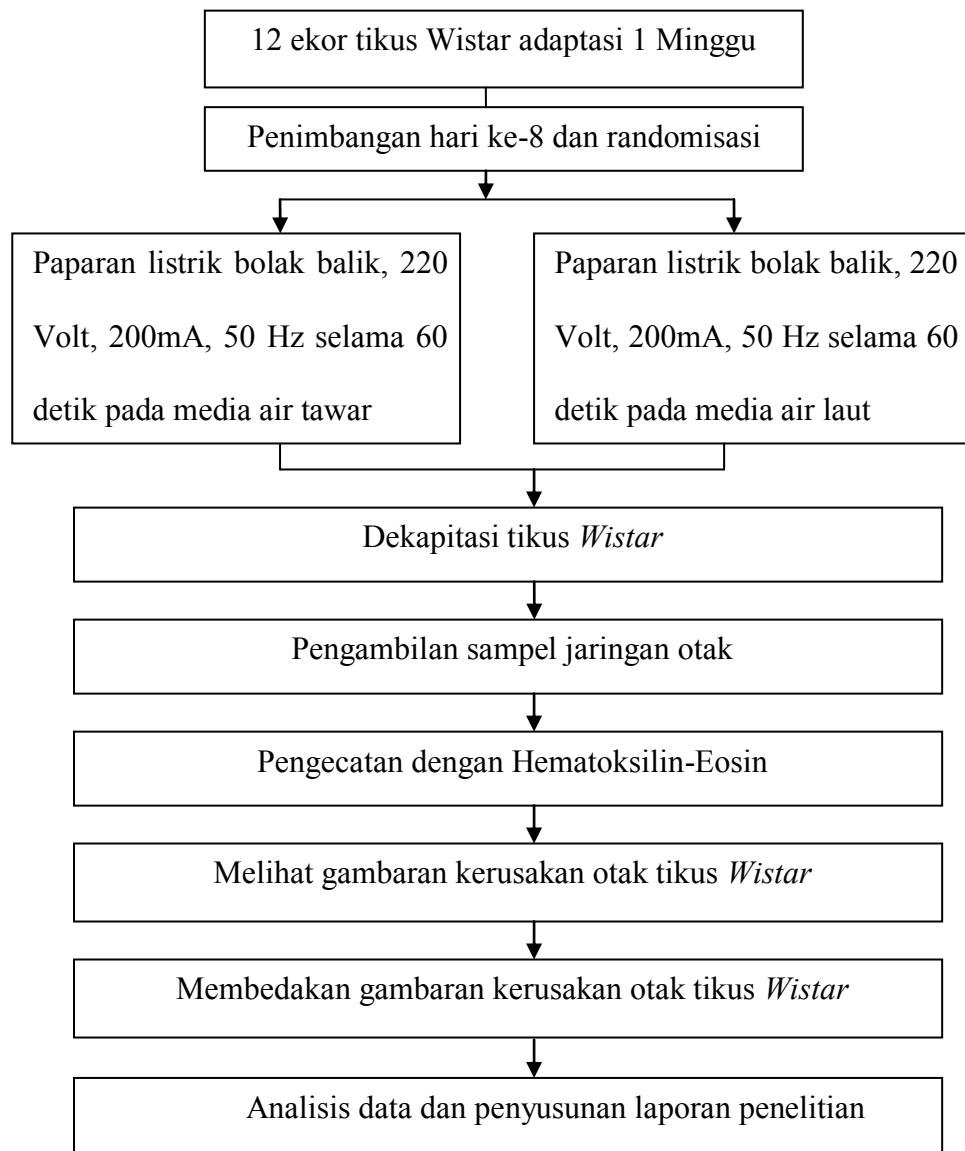 12 ekor tikus Wistar adaptasi 1 Minggu
Penimbangan hari ke-8 dan randomisasi
Paparan listrik bolak balik, 220
Volt, 200mA, 50 Hz selama 60
detik pada media air tawar
Paparan listrik bolak balik, 220
Volt, 200mA, 50 Hz selama 60
detik pada media air laut
Dekapitasi tikus Wistar
Pengambilan sampel jaringan otak
Pengecatan dengan Hematoksilin-Eosin
Melihat gambaran kerusakan otak tikus Wistar
Membedakan gambaran kerusakan otak tikus Wistar
Analisis data dan penyusunan laporan penelitian